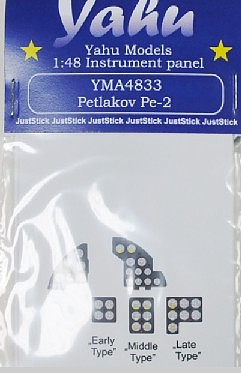 Yahu
Yahu Models
1:48 Instrument panel
YMA4833
Petlakov Pe-2
JustStick JustStick JustStick JustStick JustStick JustStick
„Early Type"
„Middle Type"
„Late Type"